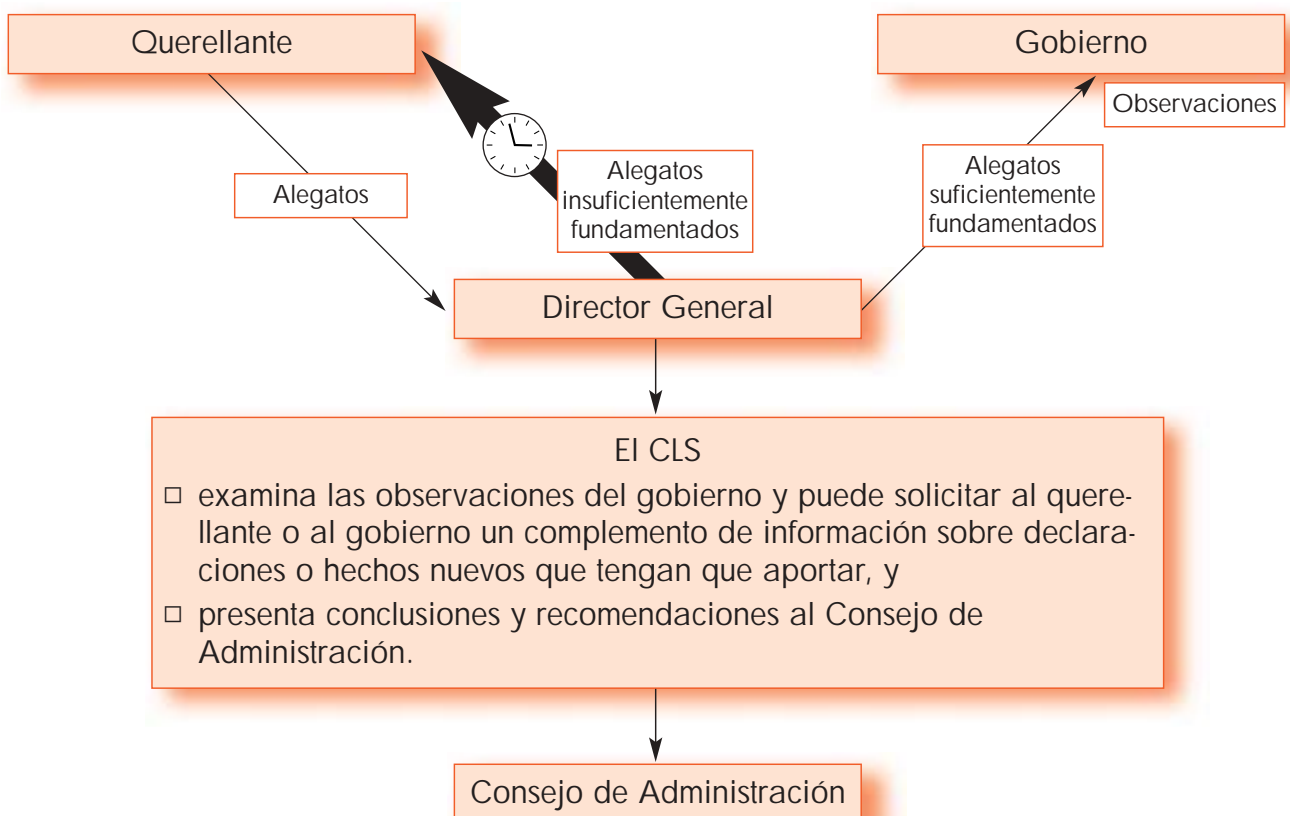 Querellante
Gobierno
Observaciones
Alegatos
Alegatos
insuficientemente
fundamentados
Alegatos
suficientemente
fundamentados
Director General
El CLS
□ examina las observaciones del gobierno y puede solicitar al quere-
llante o al gobierno un complemento de información sobre declara-
ciones o hechos nuevos que tengan que aportar, y
□ presenta conclusiones y recomendaciones al Consejo de
Administración.
Consejo de Administración